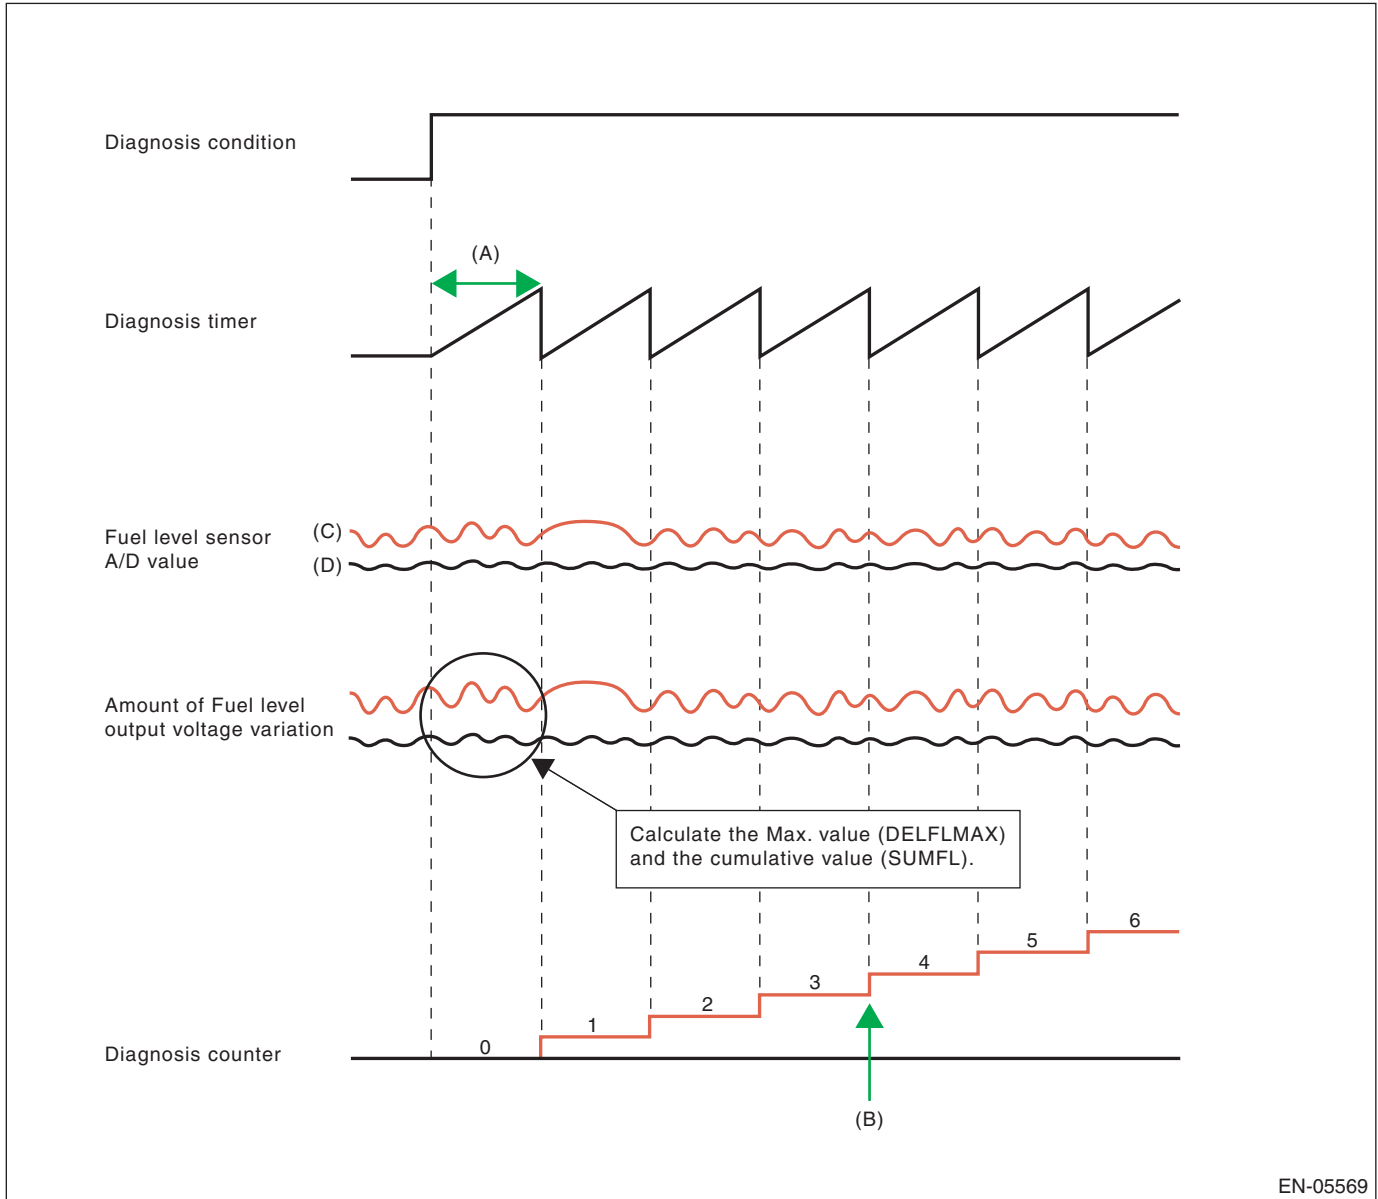 Diagnosis condition
(A)
Diagnosis timer
Fuel level sensor
A/D value
(C)
(D)
Amount of Fuel level
output voltage variation
Calculate the Max. value (DELFLMAX)
and the cumulative value (SUMFL).
Diagnosis counter
0
1
2
3
4
5
6
(B)
EN-05569